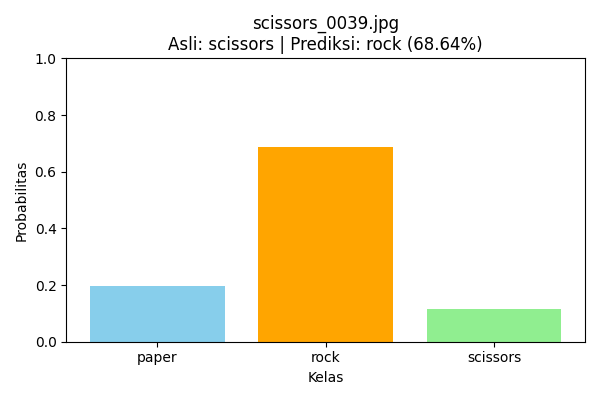 scissors_0039.jpg
Asli: scissors | Prediksi: rock (68.64%)
1.0
0.8
0.6
0.4
0.2
0.0
Probabilitas
paper
rock
scissors
Kelas